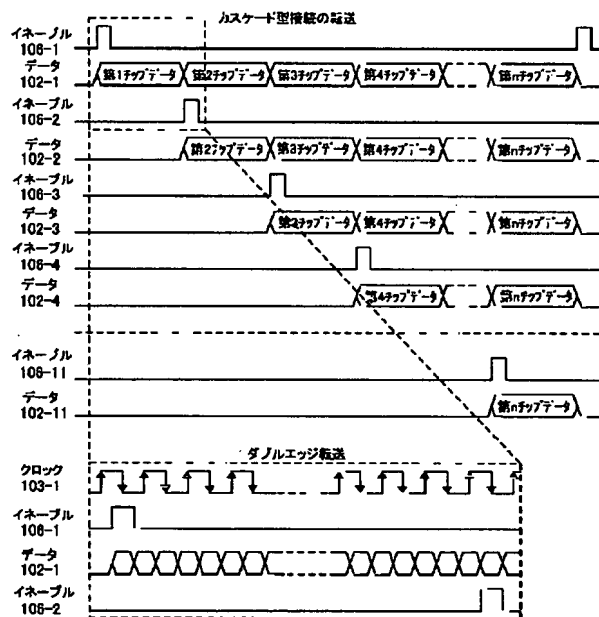 カスケード型接続の転送
イネーブル
106-1
データ
102-1
第1チップデータ 第2チップデータ 第3チップデータ 第4チップデータ 第nチップデータ
イネーブル
106-2
データ
102-2
第2チップデータ 第3チップデータ 第4チップデータ 第nチップデータ
イネーブル
106-3
データ
102-3
第3チップデータ 第4チップデータ 第nチップデータ
イネーブル
106-4
データ
102-4
第4チップデータ 第nチップデータ
イネーブル
106-11
データ
102-11
第nチップデータ
ダブルエッジ転送
クロック
103-1
イネーブル
106-1
データ
102-1
イネーブル
106-2